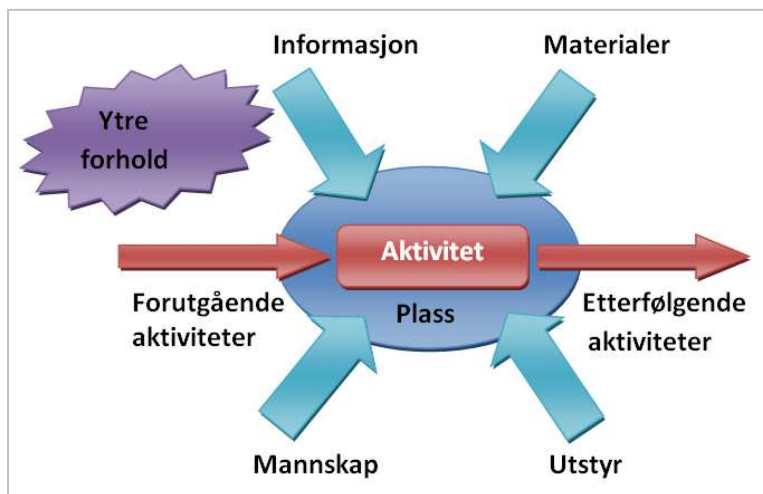 Informasjon
Materialer
Ytre
forhold
Aktivitet
Forutgående
aktiviteter
Plass
Etterfølgende
aktiviteter
Mannskap
Utstyr